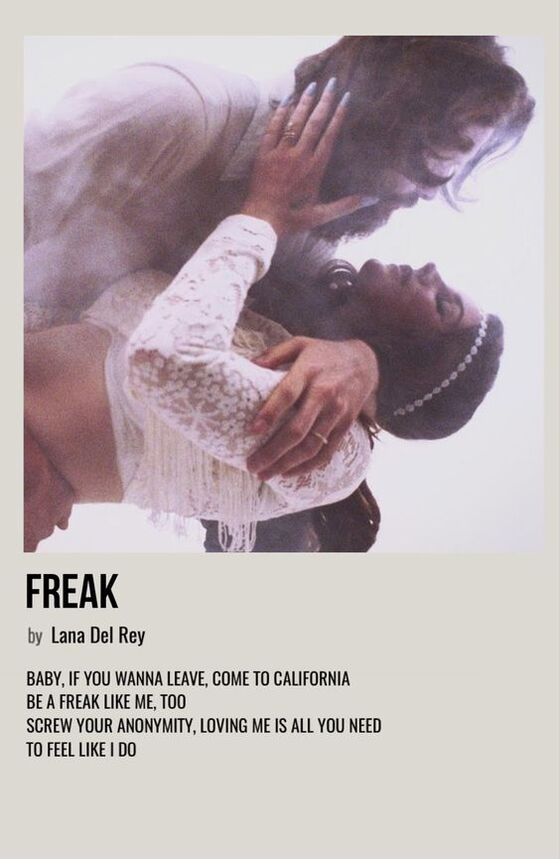 FREAK
by Lana Del Rey
BABY, IF YOU WANNA LEAVE, COME TO CALIFORNIA
BE A FREAK LIKE ME, TOO
SCREW YOUR ANONYMITY, LOVING ME IS ALL YOU NEED
TO FEEL LIKE I DO